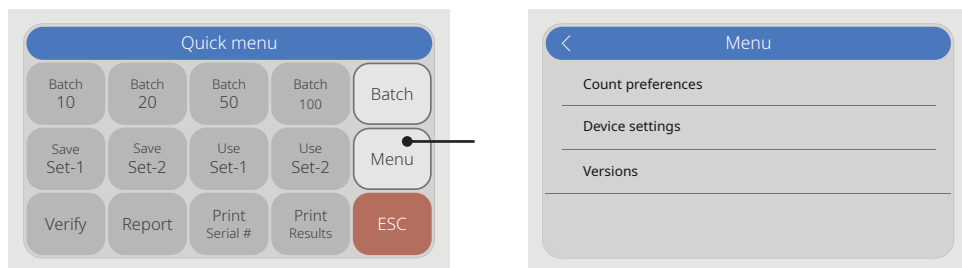 Quick menu
Batch
10
Batch
20
Batch
50
Batch
100
Batch
Save
Set-1
Save
Set-2
Use
Set-1
Use
Set-2
Menu
Verify
Report
Print
Serial #
Print
Results
ESC
Menu
Count preferences
Device settings
Versions